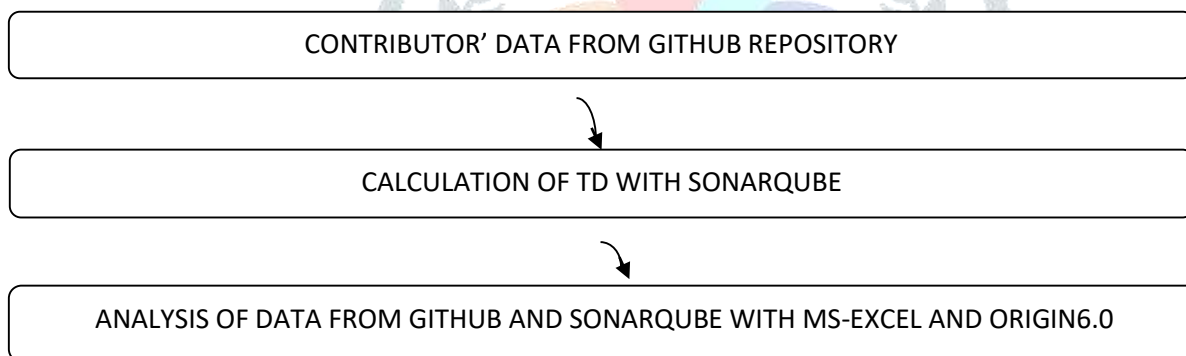 CONTRIBUTOR’ DATA FROM GITHUB REPOSITORY
CALCULATION OF TD WITH SONARQUBE
ANALYSIS OF DATA FROM GITHUB AND SONARQUBE WITH MS-EXCEL AND ORIGIN6.0